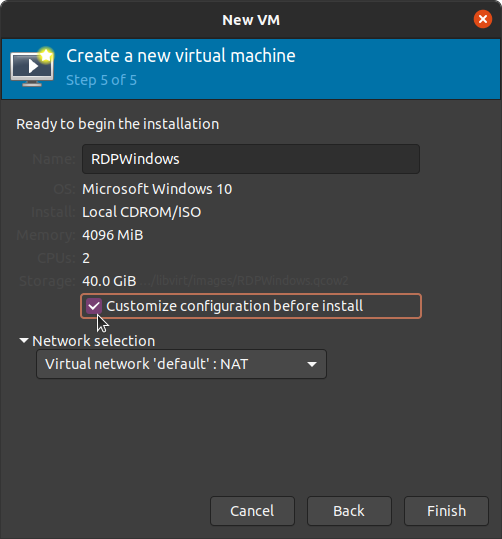 New VM
Create a new virtual machine
Step 5 of 5
Ready to begin the installation
Name: RDPWindows
OS: Microsoft Windows 10
Install: Local CDROM/ISO
Memory: 4096 MiB
CPUs: 2
Storage: 40.0 GiB .../libvirt/images/RDPWindows.qcow2
Customize configuration before install
Network selection
Virtual network 'default' : NAT
Cancel Back Finish